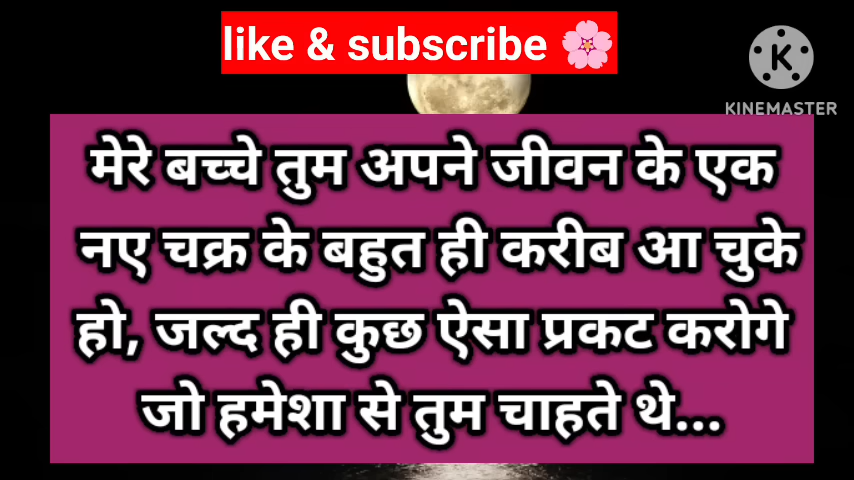 like & subscribe 🌸
K
KINEMASTER
मेरे बच्चे तुम अपने जीवन के एक
नए चक्र के बहुत ही करीब आ चुके
हो, जल्द ही कुछ ऐसा प्रकट करोगे
जो हमेशा से तुम चाहते थे...